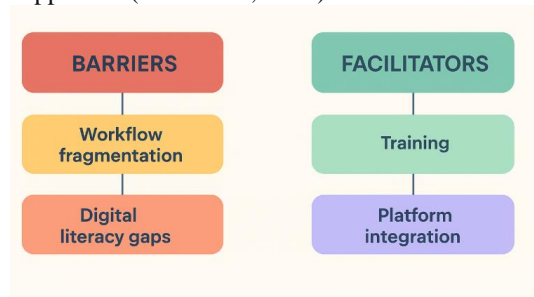 BARRIERS
Workflow
fragmentation
Digital
literacy gaps
FACILITATORS
Training
Platform
integration